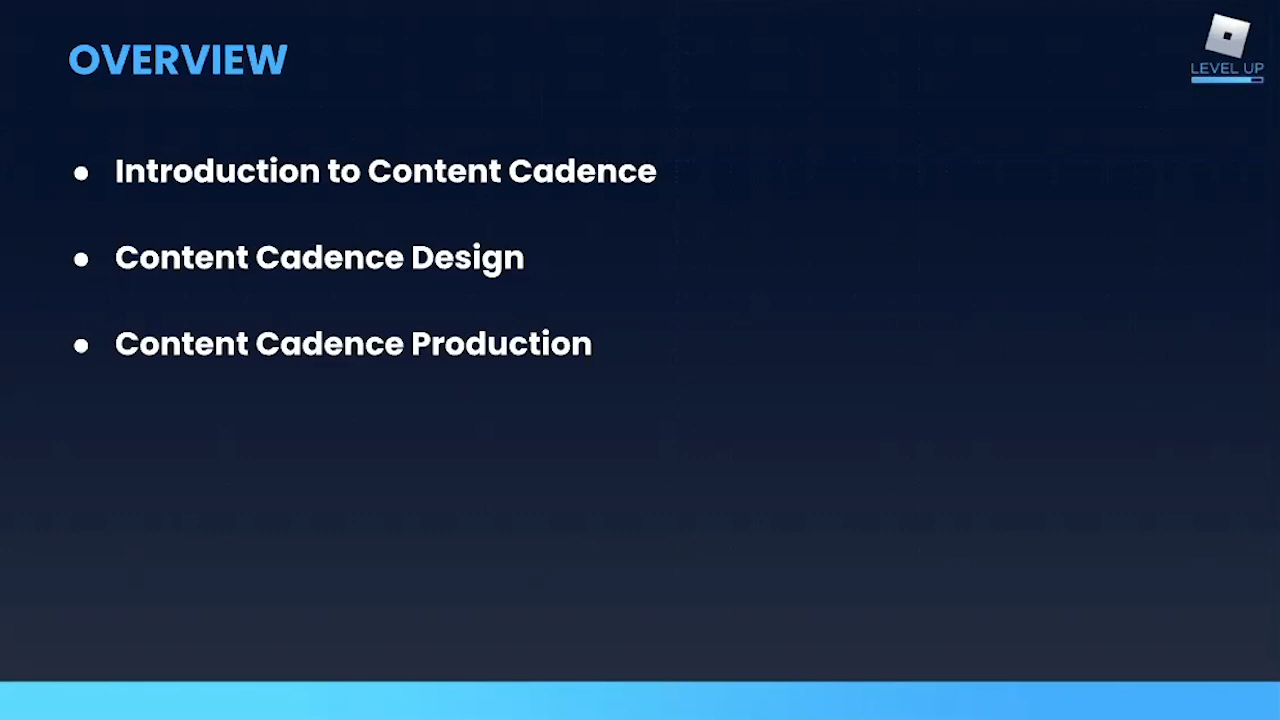 OVERVIEW
LEVEL UP
● Introduction to Content Cadence
● Content Cadence Design
● Content Cadence Production